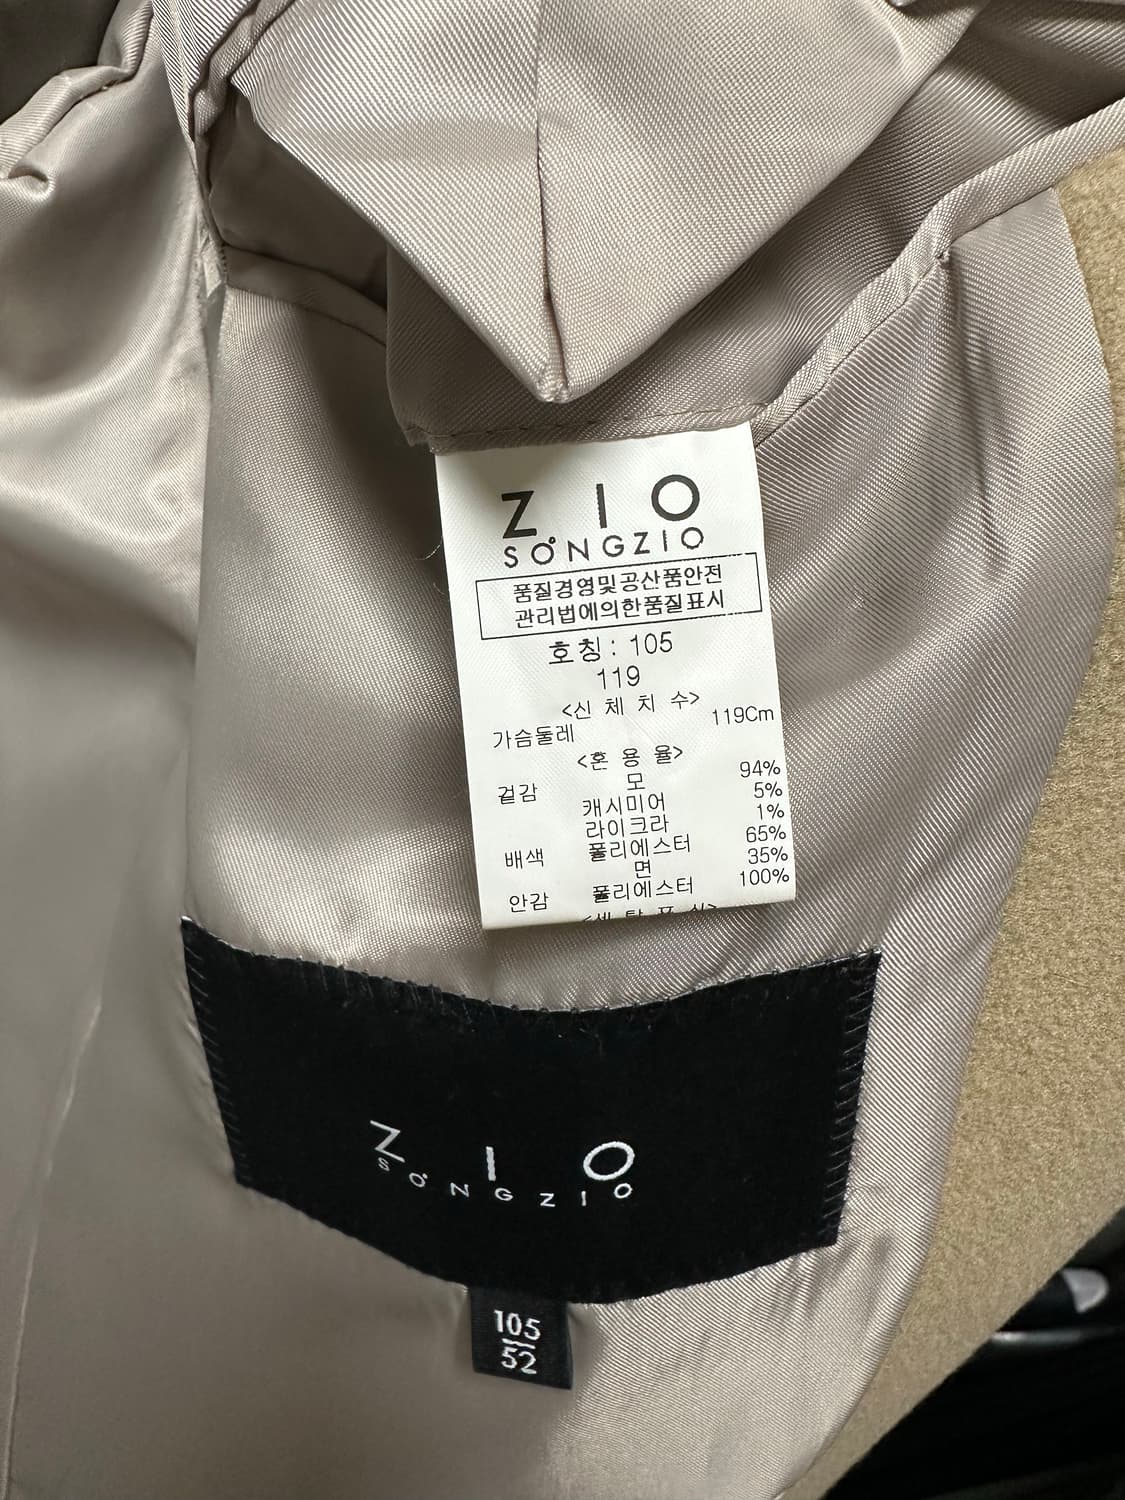 Z I O
SONGZIO
품질경영및공산품안전
관리법에의한품질표시
호칭 : 105
119
<신 체 치 수>
가슴둘레 119Cm
<혼 용 율>
겉감 모 94%
캐시미어 5%
라이크라 1%
배색 폴리에스터 65%
면 35%
안감 폴리에스터 100%
Z I O
SONGZIO
105
52